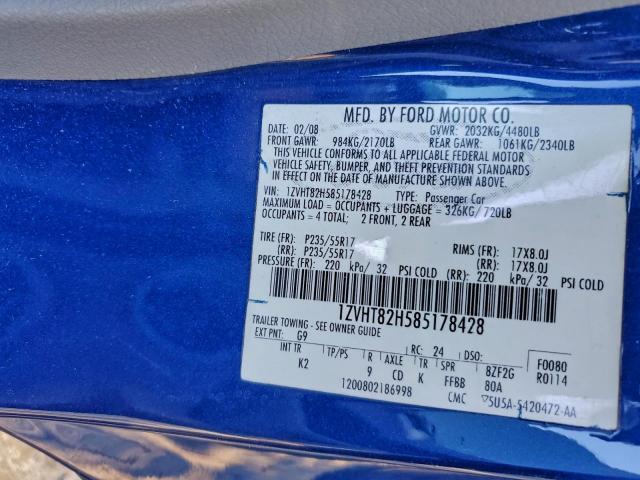 MFD. BY FORD MOTOR CO.
02/08 GVWR: 2032KG/4480LB
FRONT GAWR: 984KG/2170LB REAR GAWR: 1061KG/2340LB
THIS VEHICLE CONFORMS TO ALL APPLICABLE FEDERAL MOTOR
VEHICLE SAFETY, BUMPER, AND THEFT PREVENTION STANDARDS
IN EFFECT ON THE DATE OF MANUFACTURE SHOWN ABOVE.
VIN: 1ZVHT82H585178428 TYPE: Passenger Car
MAXIMUM LOAD = OCCUPANTS + LUGGAGE = 326KG/720LB
OCCUPANTS = 4 TOTAL; 2 FRONT, 2 REAR
TIRE (FR): P235/55R17 RIMS (FR): 17X8.0J
(RR): P235/55R17 (RR): 17X8.0J
PRESSURE (FR): 220 kPa/ 32 PSI COLD (RR): 220 kPa/ 32 PSI COLD
1ZVHT82H585178428
TRAILER TOWING - SEE OWNER GUIDE
EXT PNT: G9 RC: 24 DSO: F0080
INT TR TP/PS R AXLE TR SPR 8ZF2G R0114
K2 9 CD K FFBB 80A
1200802186998 CMC ▽5U5A-5420472-AA